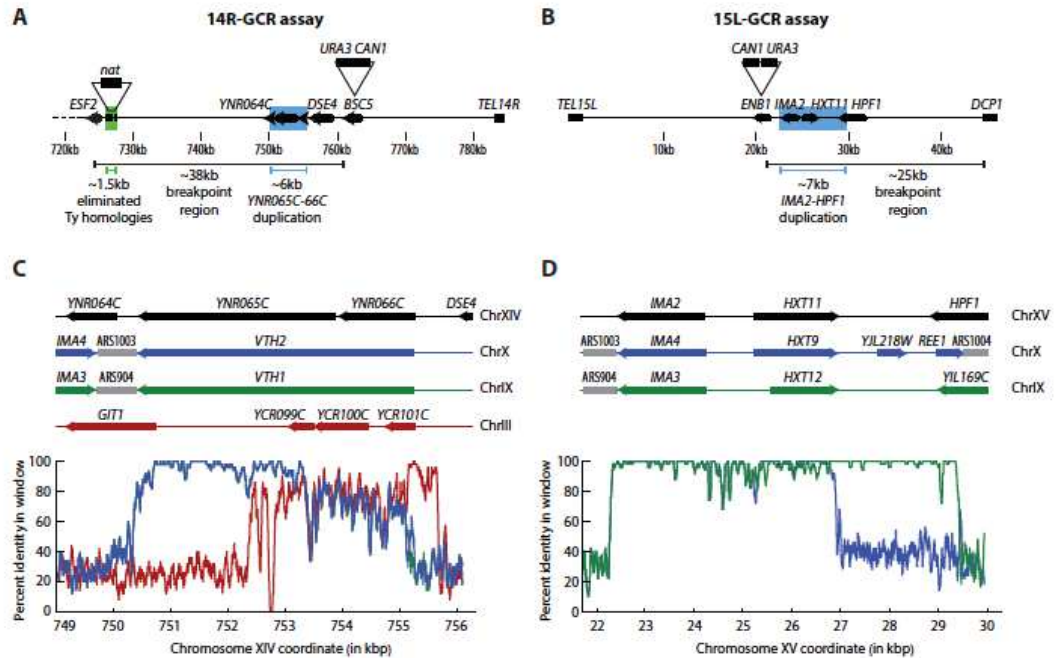 A
14R-GCR assay
URA3 CAN1
nat
ESF2
YNR064C
DSE4
BSC5
TEL14R
720kb
730kb
740kb
750kb
760kb
770kb
780kb
~1.5kb
eliminated
Ty homologies
~38kb
breakpoint
region
~6kb
YNR065C-66C
duplication
B
15L-GCR assay
CAN1 URA3
TEL15L
ENB1
IMA2
HXT11
HPF1
DCP1
10kb
20kb
30kb
40kb
~7kb
IMA2-HPF1
duplication
~25kb
breakpoint
region
C
YNR064C
YNR065C
YNR066C
DSE4
ChrXIV
IMA4
ARS1003
VTH2
ChrX
IMA3
ARS904
VTH1
ChrIX
GIT1
YCR099C
YCR100C
YCR101C
ChrIII
Percent identity in window
100
80
60
40
20
0
749 750 751 752 753 754 755 756
Chromosome XIV coordinate (in kbp)
D
IMA2
HXT11
HPF1
ChrXV
ARS1003
IMA4
HXT9
YJL218W
REE1
ARS1004
ChrX
ARS904
IMA3
HXT12
YIL169C
ChrIX
Percent identity in window
100
80
60
40
20
0
22 23 24 25 26 27 28 29 30
Chromosome XV coordinate (in kbp)